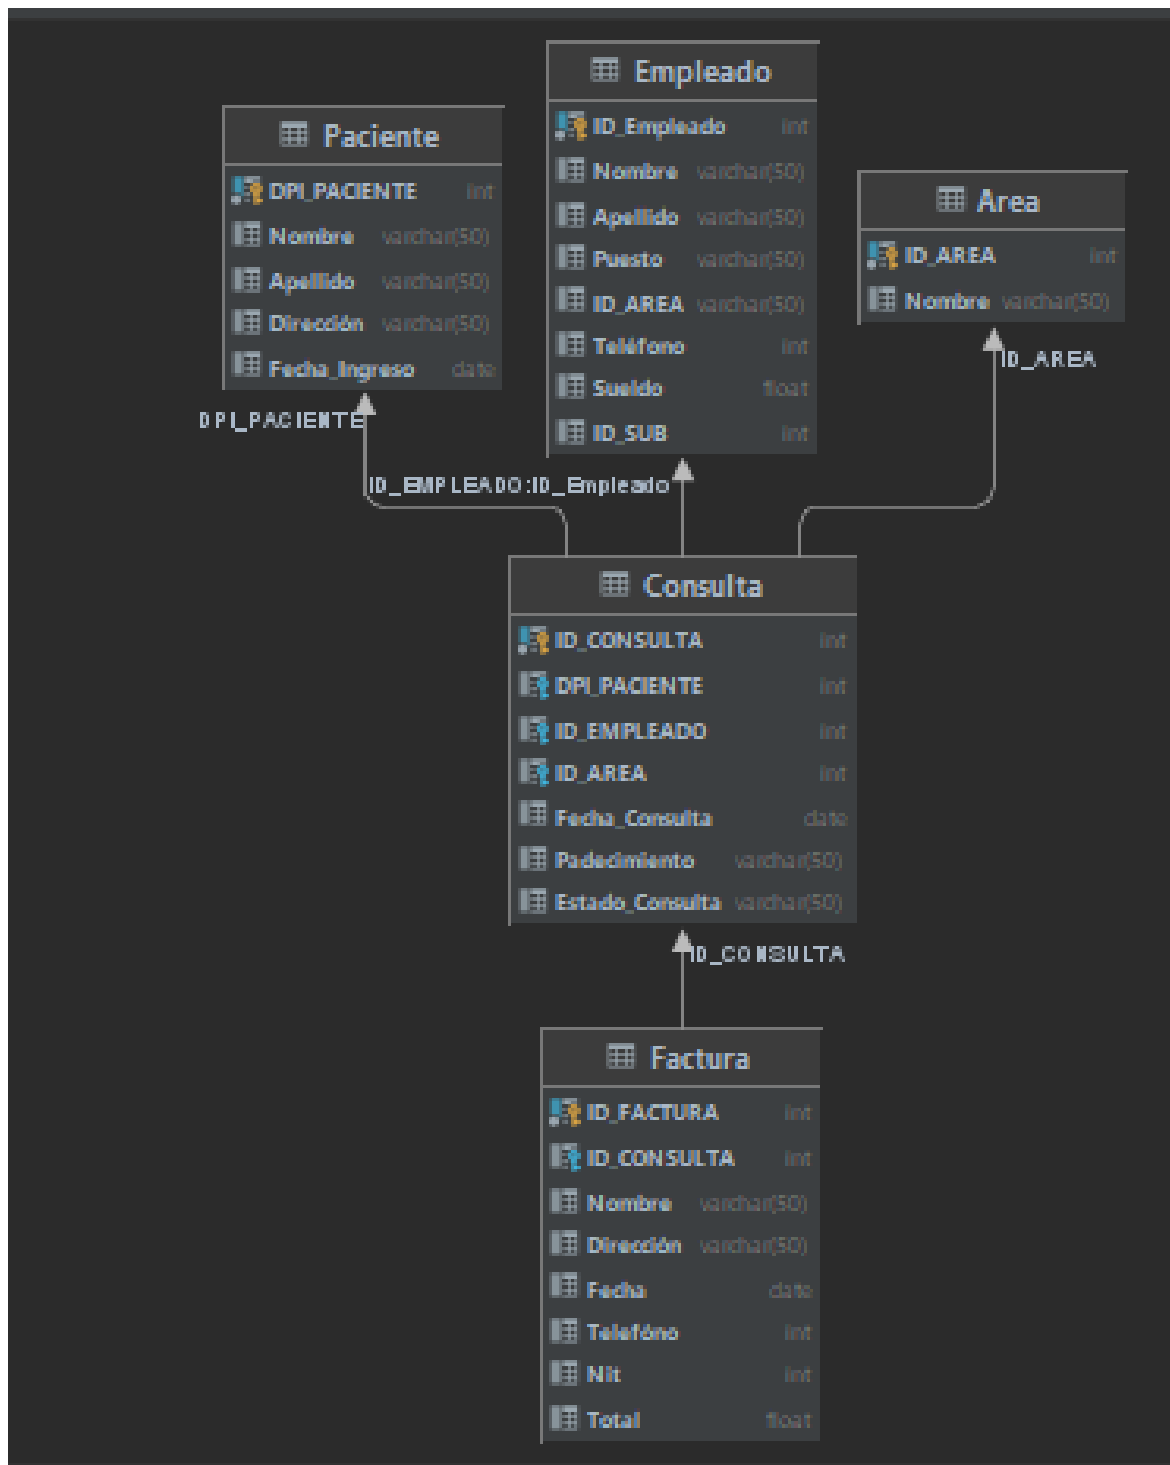 Paciente
DPI_PACIENTE int
Nombre varchar(50)
Apellido varchar(50)
Dirección varchar(50)
Fecha_Ingreso date
Empleado
ID_Empleado int
Nombre varchar(50)
Apellido varchar(50)
Puesto varchar(50)
ID_AREA varchar(50)
Teléfono int
Sueldo float
ID_SUB int
Area
ID_AREA int
Nombre varchar(50)
DPI_PACIENTE
ID_EMPLEADO:ID_Empleado
ID_AREA
Consulta
ID_CONSULTA int
DPI_PACIENTE int
ID_EMPLEADO int
ID_AREA int
Fecha_Consulta date
Padecimiento varchar(50)
Estado_Consulta varchar(50)
ID_CONSULTA
Factura
ID_FACTURA int
ID_CONSULTA int
Nombre varchar(50)
Dirección varchar(50)
Fecha date
Telefóno int
Nit int
Total float